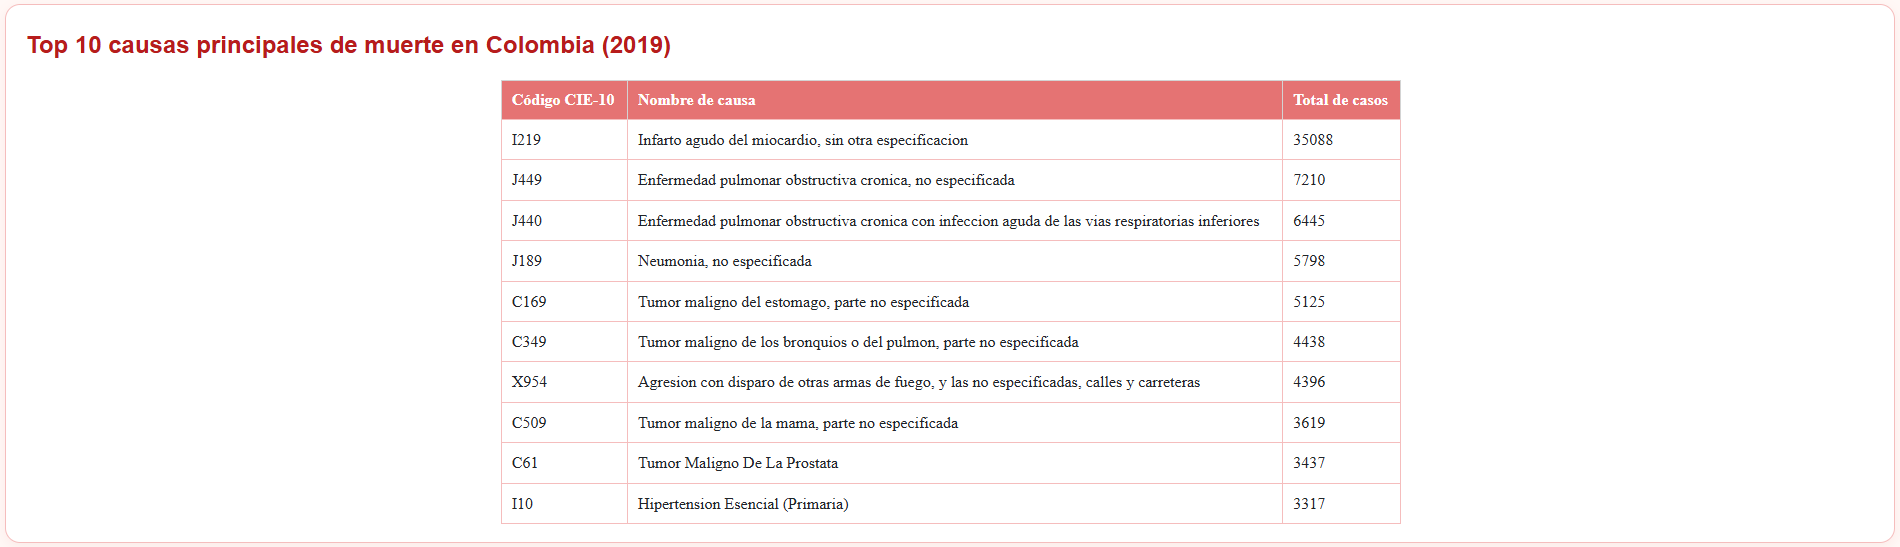 Top 10 causas principales de muerte en Colombia (2019)
Código CIE-10 Nombre de causa Total de casos
I219 Infarto agudo del miocardio, sin otra especificacion 35088
J449 Enfermedad pulmonar obstructiva cronica, no especificada 7210
J440 Enfermedad pulmonar obstructiva cronica con infeccion aguda de las vias respiratorias inferiores 6445
J189 Neumonia, no especificada 5798
C169 Tumor maligno del estomago, parte no especificada 5125
C349 Tumor maligno de los bronquios o del pulmon, parte no especificada 4438
X954 Agresion con disparo de otras armas de fuego, y las no especificadas, calles y carreteras 4396
C509 Tumor maligno de la mama, parte no especificada 3619
C61 Tumor Maligno De La Prostata 3437
I10 Hipertension Esencial (Primaria) 3317